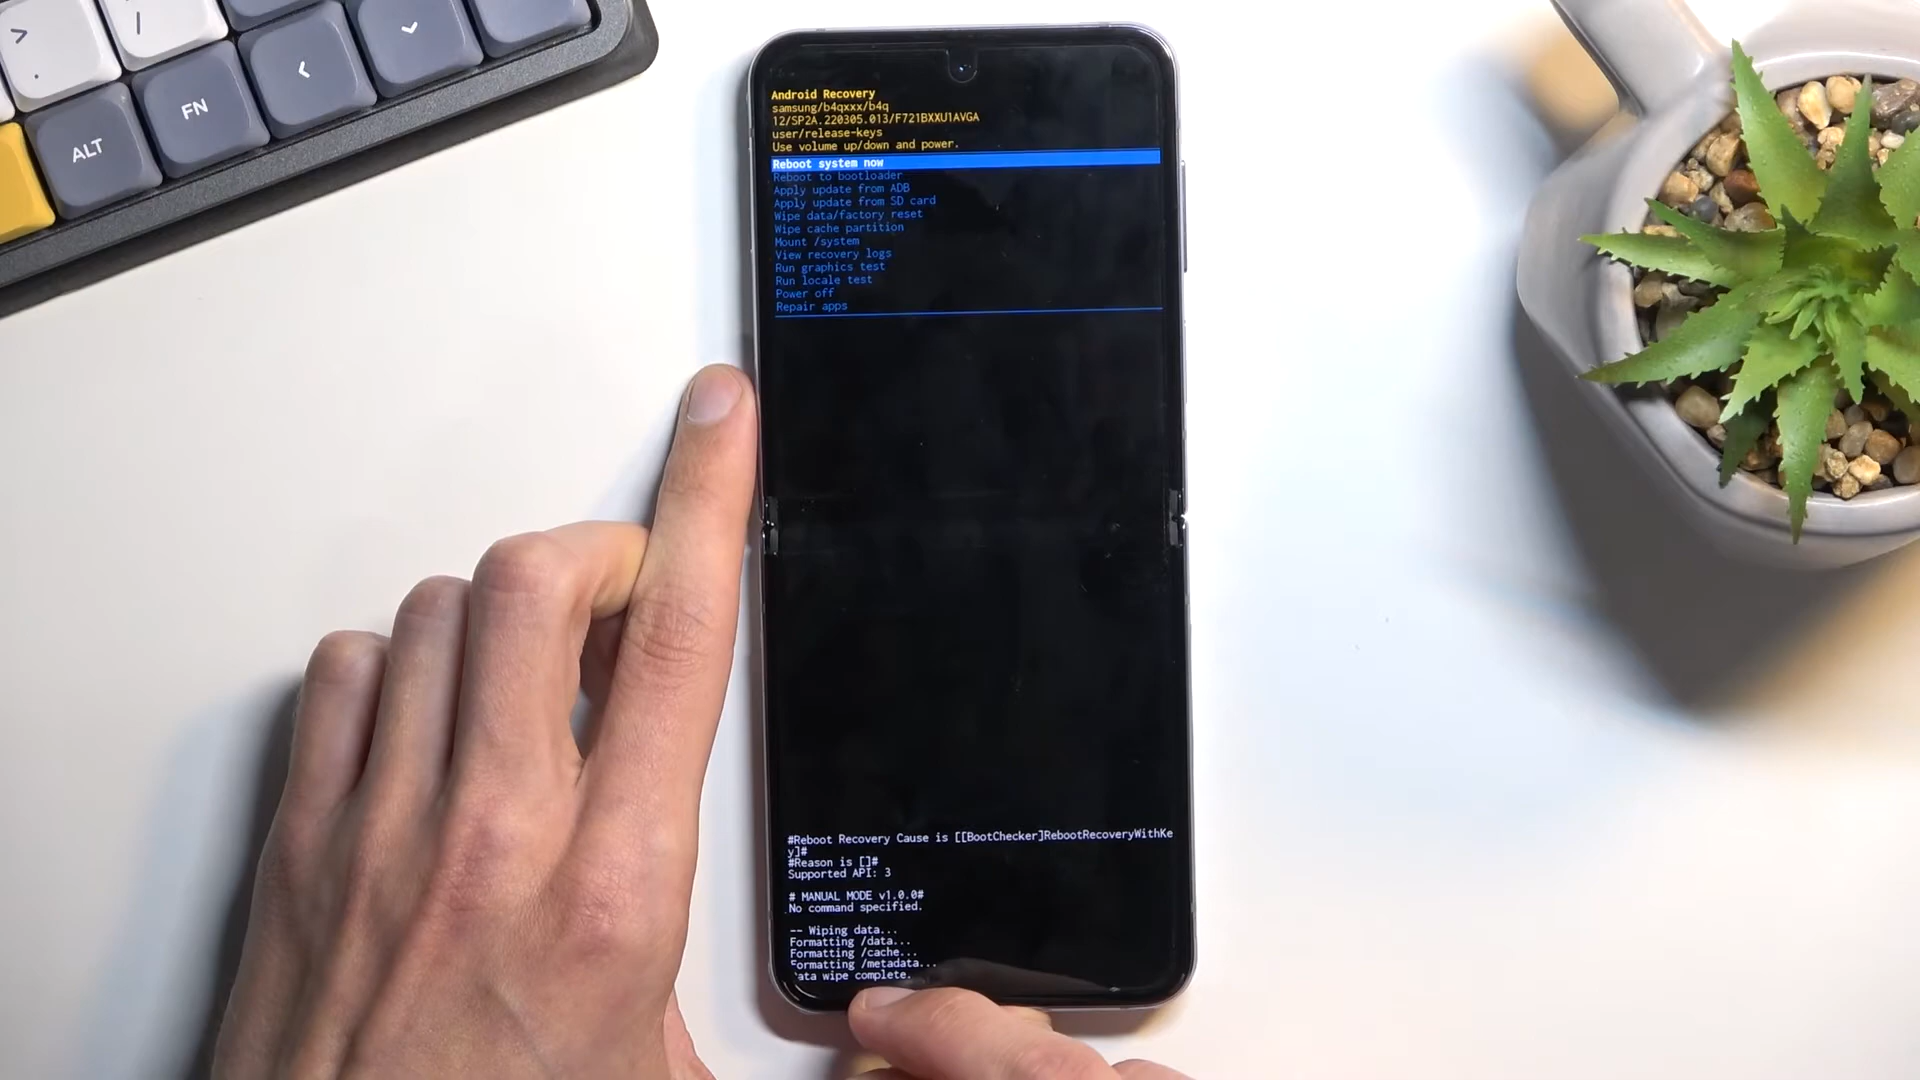 >
.
/
FN
ALT
Android Recovery
samsung/b4qxxx/b4q
12/SP2A.220305.013/F721BXXU1AVGA
user/release-keys
Use volume up/down and power.
Reboot system now
Reboot to bootloader
Apply update from ADB
Apply update from SD card
Wipe data/factory reset
Wipe cache partition
Mount /system
View recovery logs
Run graphics test
Run locale test
Power off
Repair apps
#Reboot Recovery Cause is [[BootChecker]RebootRecoveryWithKe
y]#
#Reason is []#
Supported API: 3
# MANUAL MODE v1.0.0#
No command specified.
-- Wiping data...
Formatting /data...
Formatting /cache...
Formatting /metadata...
Data wipe complete.